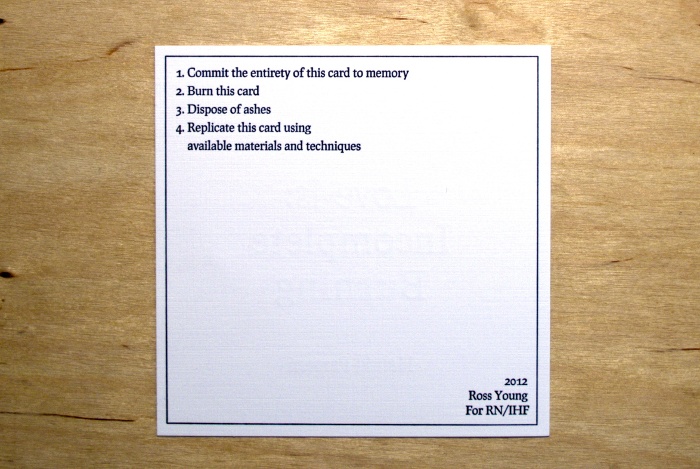 1. Commit the entirety of this card to memory
2. Burn this card
3. Dispose of ashes
4. Replicate this card using
available materials and techniques
2012
Ross Young
For RN/IHF